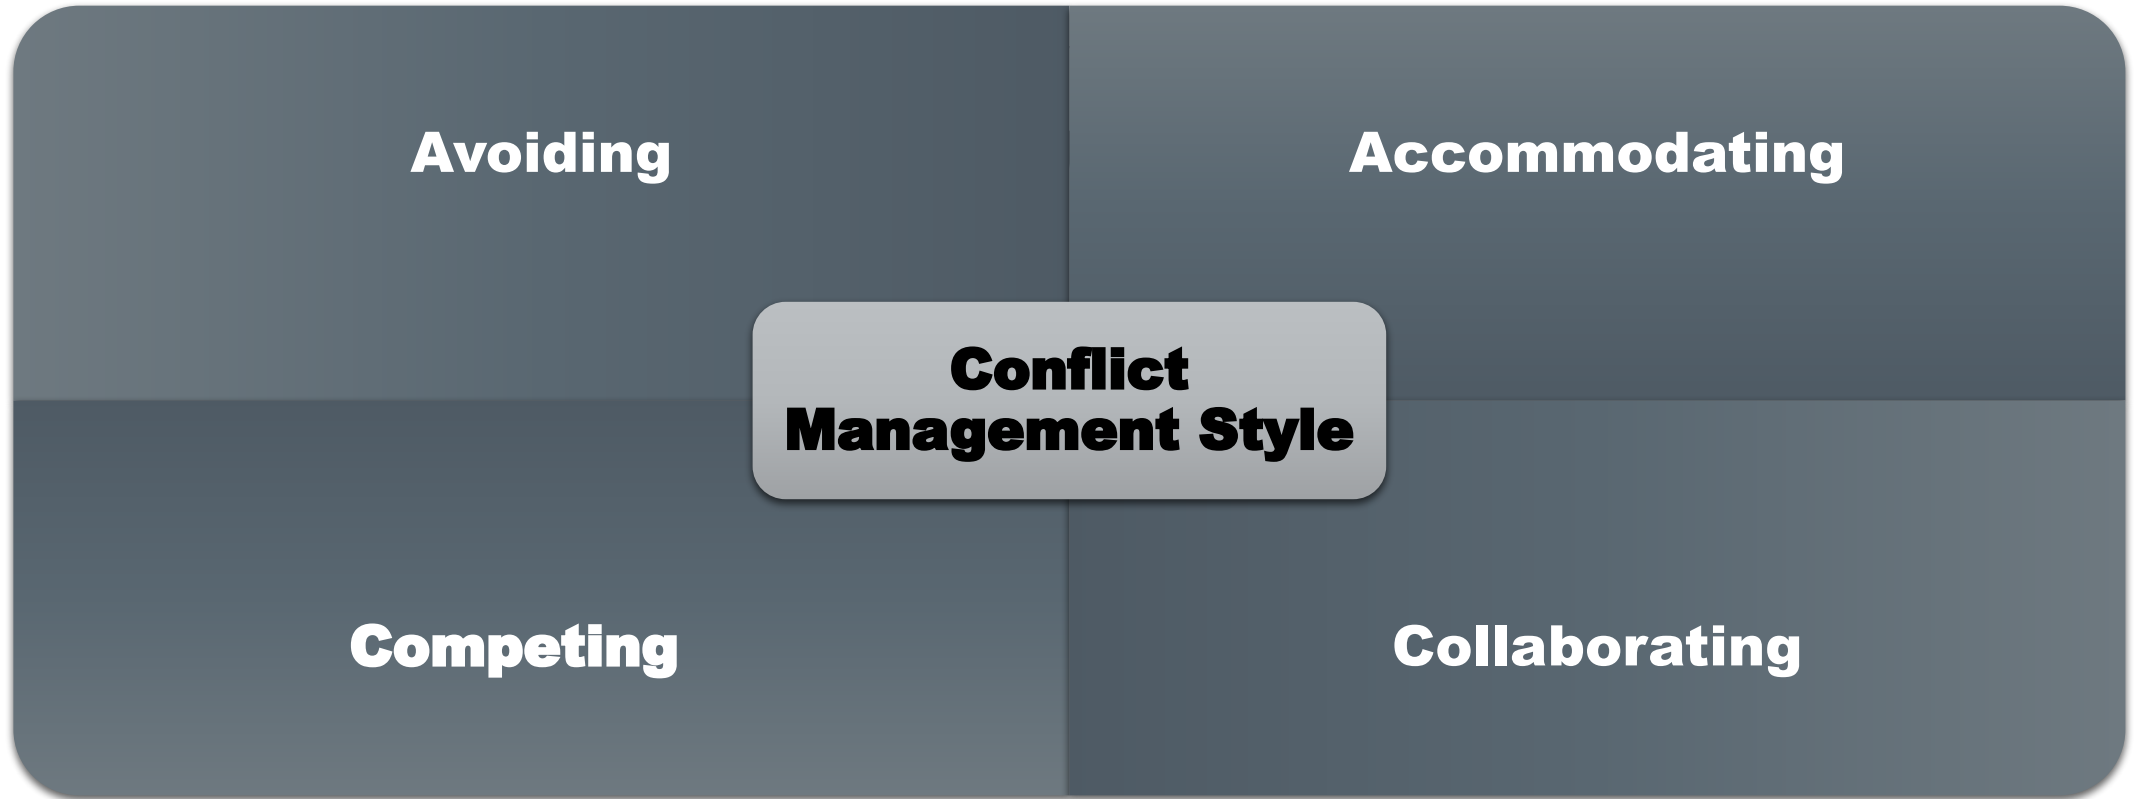 Avoiding
Accommodating
Conflict
Management Style
Competing
Collaborating